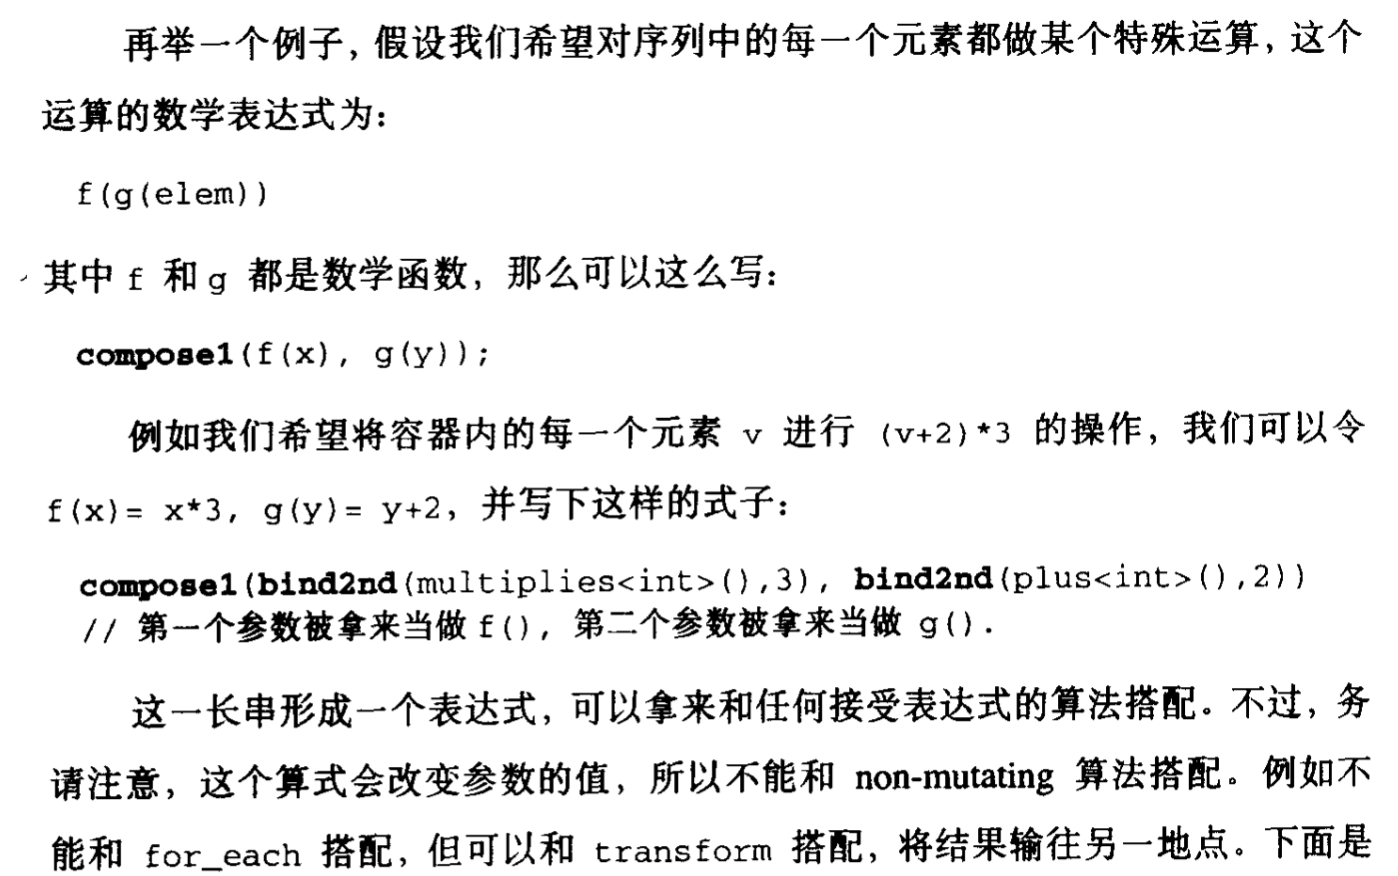 再举一个例子，假设我们希望对序列中的每一个元素都做某个特殊运算，这个
运算的数学表达式为：
f(g(elem))
其中 f 和 g 都是数学函数，那么可以这么写：
compose1(f(x), g(y));
例如我们希望将容器内的每一个元素 v 进行 (v+2)*3 的操作，我们可以令
f(x)= x*3, g(y)= y+2，并写下这样的式子：
compose1(bind2nd(multiplies<int>(),3), bind2nd(plus<int>(),2))
// 第一个参数被拿来当做 f()，第二个参数被拿来当做 g().
这一长串形成一个表达式，可以拿来和任何接受表达式的算法搭配。不过，务
请注意，这个算式会改变参数的值，所以不能和 non-mutating 算法搭配。例如不
能和 for_each 搭配，但可以和 transform 搭配，将结果输往另一地点。下面是